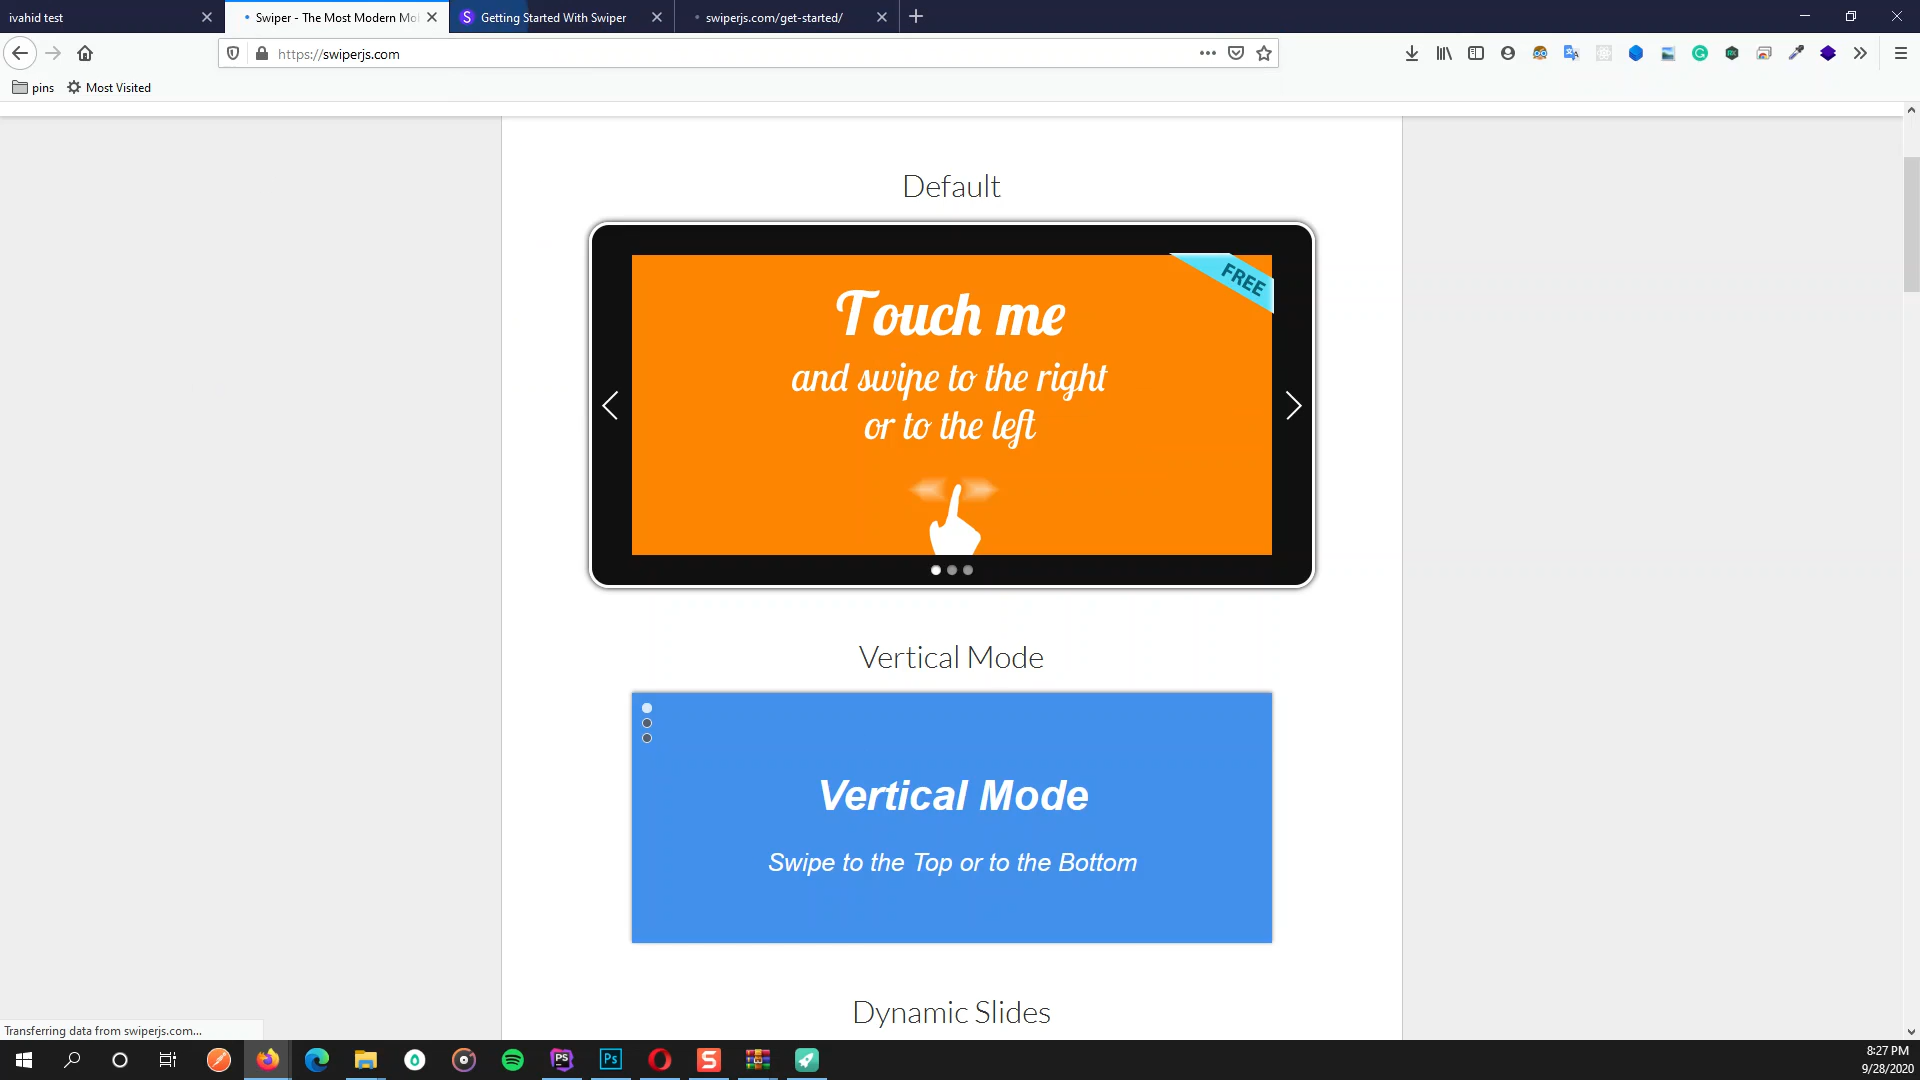 ivahid test
Swiper - The Most Modern Mo
Getting Started With Swiper
swiperjs.com/get-started/
https://swiperjs.com
pins
Most Visited
Default
FREE
Touch me
and swipe to the right
or to the left
Vertical Mode
Vertical Mode
Swipe to the Top or to the Bottom
Dynamic Slides
Transferring data from swiperjs.com...
PS
Ps
S
8:27 PM
9/28/2020